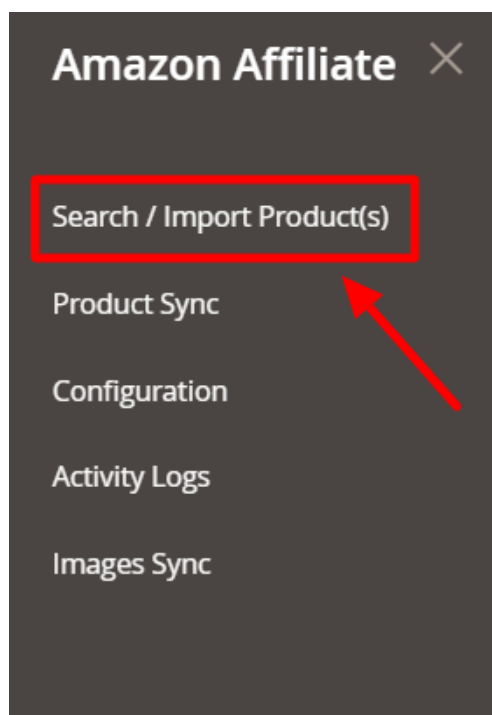 Amazon Affiliate
Search / Import Product(s)
Product Sync
Configuration
Activity Logs
Images Sync